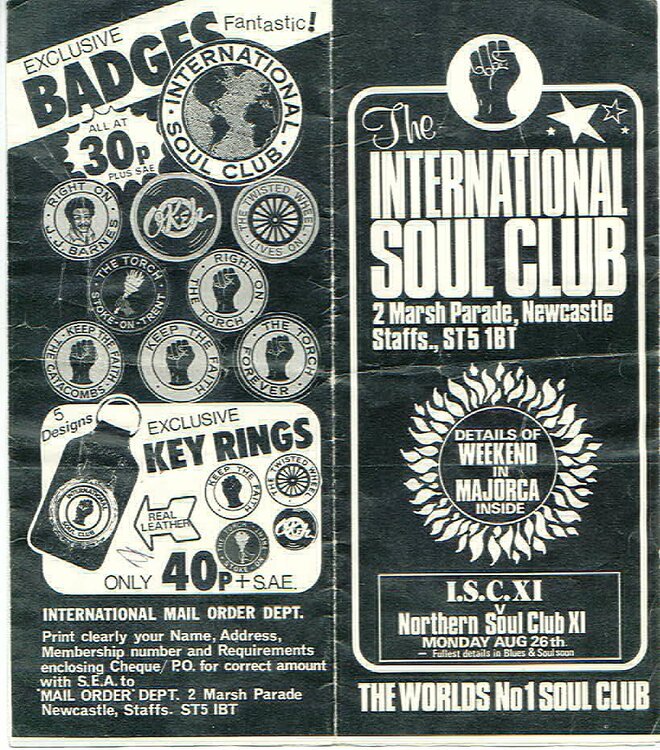 EXCLUSIVE
BADGES
Fantastic!
ALL AT
30p
PLUS SAE
INTERNATIONAL
SOUL CLUB
RIGHT ON
J.J. BARNES
OKeh
THE TWISTED WHEEL
LIVES ON
THE TORCH
STOKE-ON-TRENT
RIGHT ON
THE TORCH
KEEP THE FAITH
THE CATACOMBS
KEEP THE
FAITH
THE TORCH
FOREVER
5
Designs
EXCLUSIVE
KEY RINGS
INTERNATIONAL
SOUL CLUB
REAL
LEATHER
KEEP THE
FAITH
THE TWISTED WHEEL
OKeh
ONLY 40p + S.A.E.
INTERNATIONAL MAIL ORDER DEPT.
Print clearly your Name, Address,
Membership number and Requirements
enclosing Cheque/ P.O. for correct amount
with S.E.A. to
"MAIL ORDER" DEPT. 2 Marsh Parade
Newcastle, Staffs. ST5 1BT
The
INTERNATIONAL
SOUL CLUB
2 Marsh Parade, Newcastle
Staffs., ST5 1BT
DETAILS OF
WEEKEND
IN
MAJORCA
INSIDE
I.S.C.XI
v
Northern Soul Club XI
MONDAY AUG 26th.
— Fullest details in Blues & Soul soon
THE WORLDS No1 SOUL CLUB